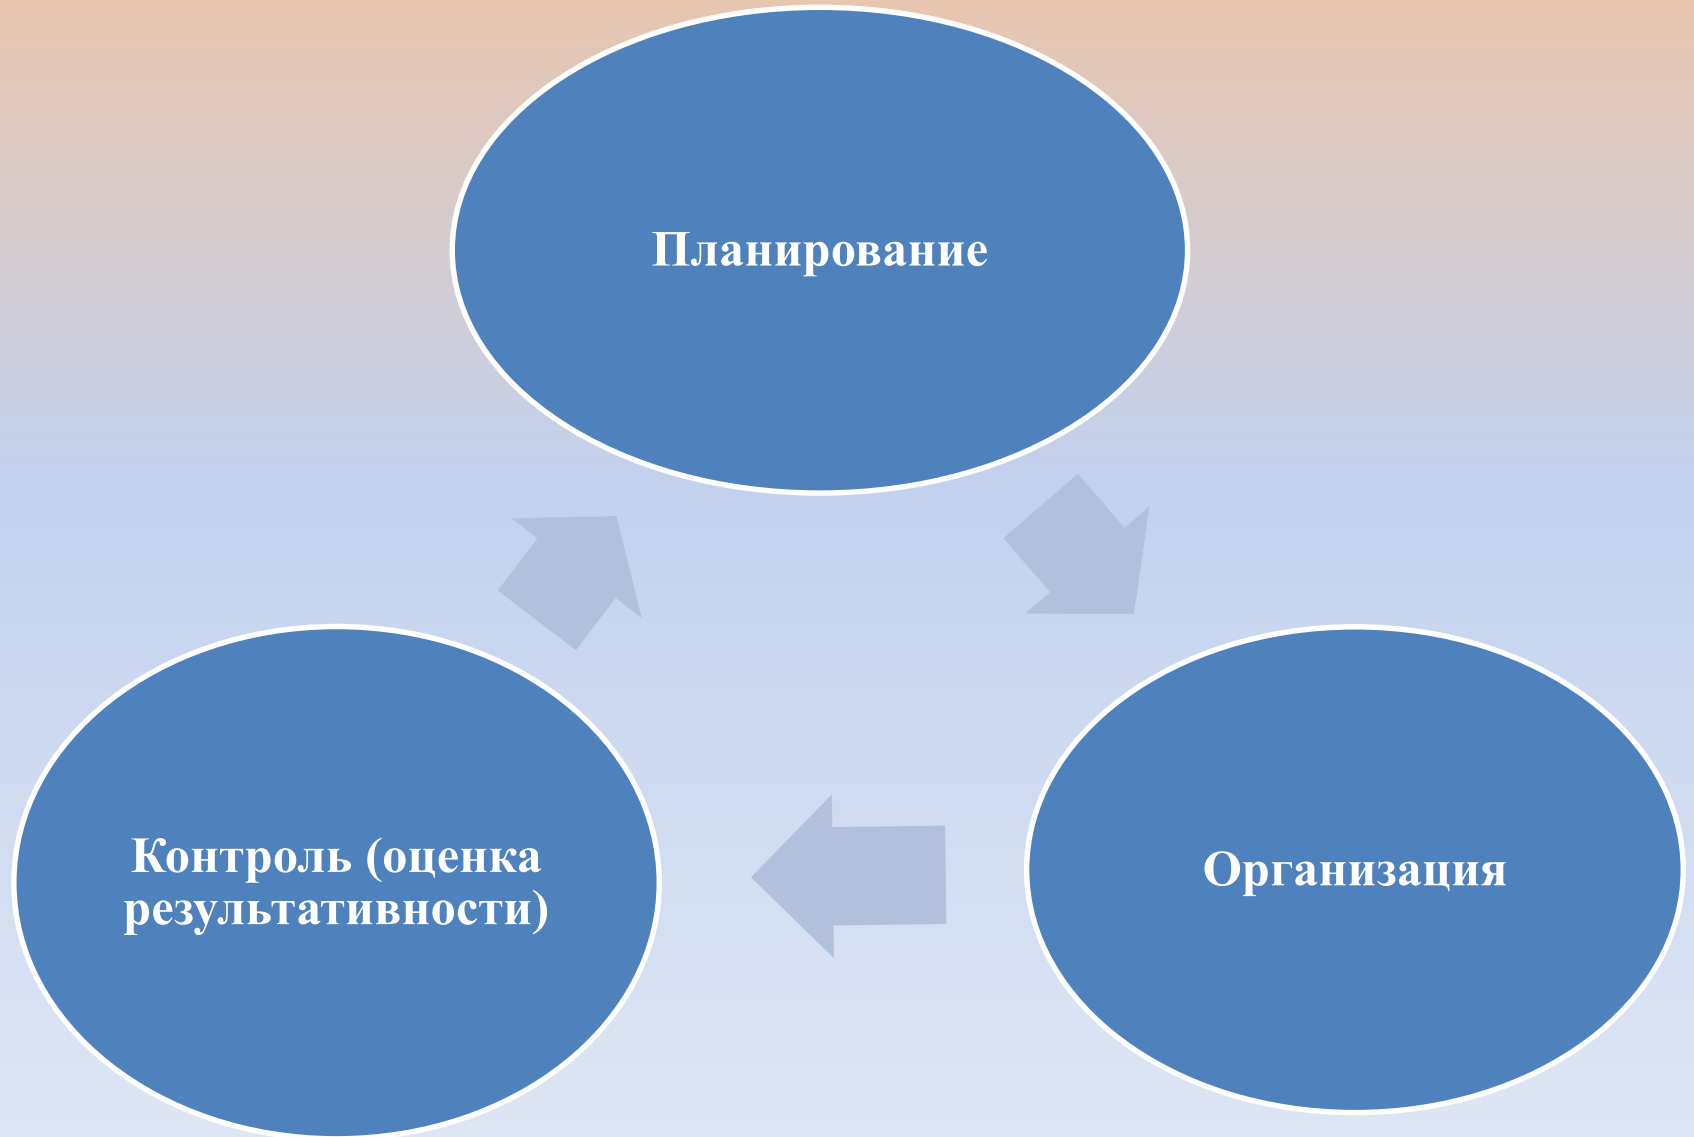 Планирование
Контроль (оценка
результативности)
Организация